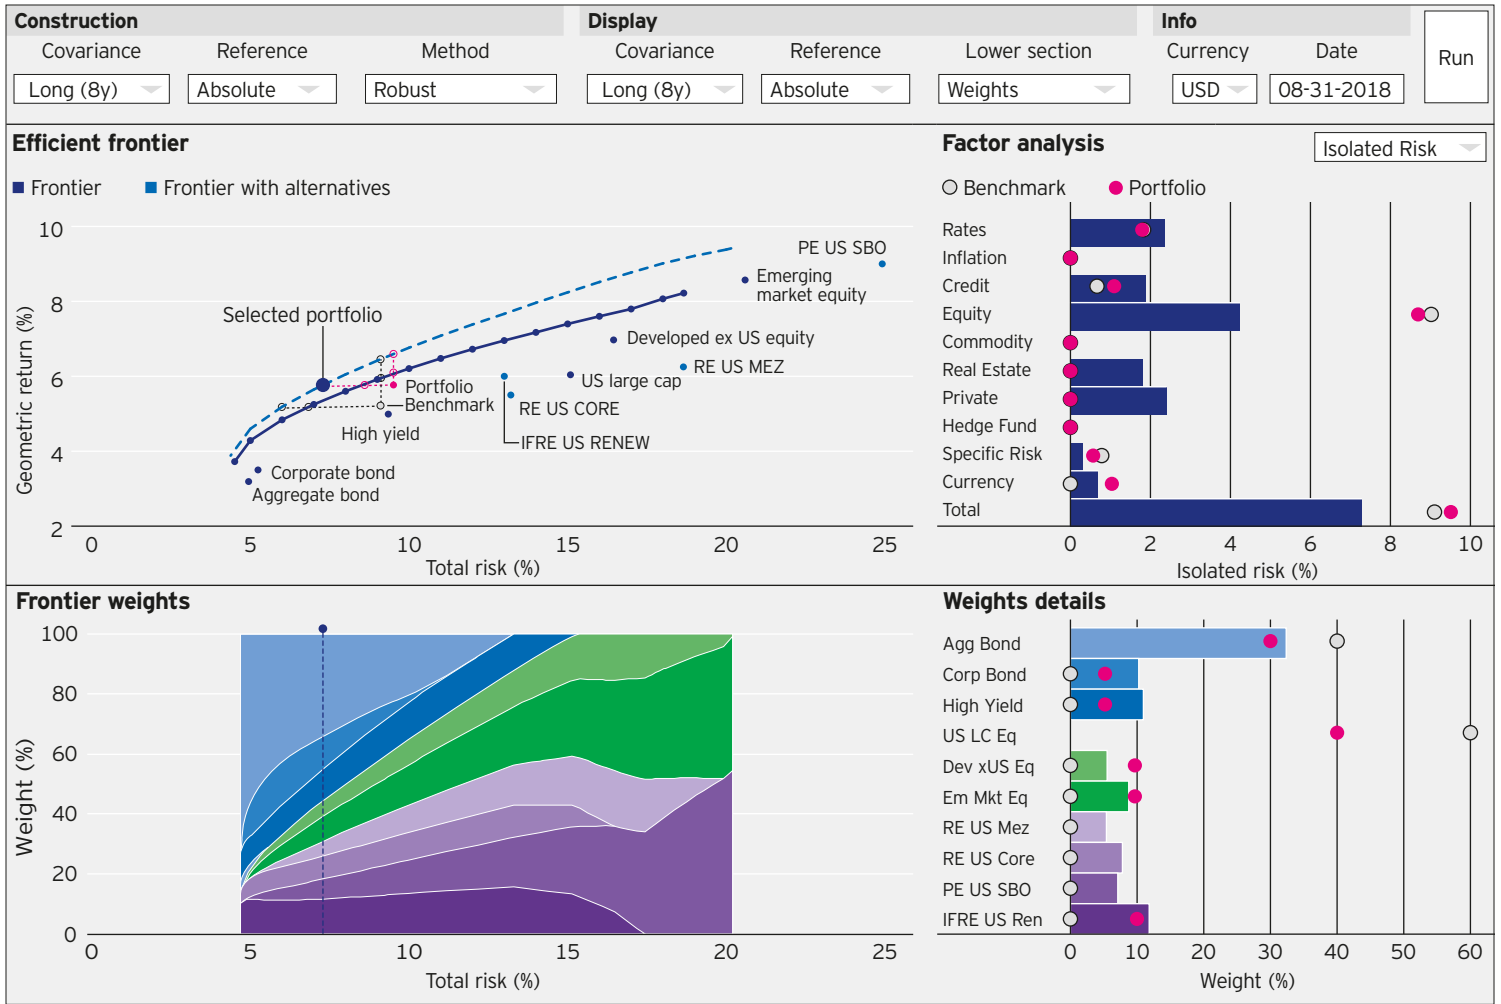 Construction
Display
Info
Covariance
Reference
Method
Covariance
Reference
Lower section
Currency
Date
Run
Long (8y)
Absolute
Robust
Long (8y)
Absolute
Weights
USD
08-31-2018
Efficient frontier
Frontier
Frontier with alternatives
Geometric return (%)
10
8
6
4
2
PE US SBO
Emerging
market equity
Selected portfolio
Developed ex US equity
RE US MEZ
US large cap
Portfolio
Benchmark
RE US CORE
High yield
IFRE US RENEW
Corporate bond
Aggregate bond
0
5
10
15
20
25
Total risk (%)
Factor analysis
Isolated Risk
Benchmark
Portfolio
Rates
Inflation
Credit
Equity
Commodity
Real Estate
Private
Hedge Fund
Specific Risk
Currency
Total
0
2
4
6
8
10
Isolated risk (%)
Frontier weights
Weight (%)
100
80
60
40
20
0
0
5
10
15
20
25
Total risk (%)
Weights details
Agg Bond
Corp Bond
High Yield
US LC Eq
Dev xUS Eq
Em Mkt Eq
RE US Mez
RE US Core
PE US SBO
IFRE US Ren
0
10
20
30
40
50
60
Weight (%)